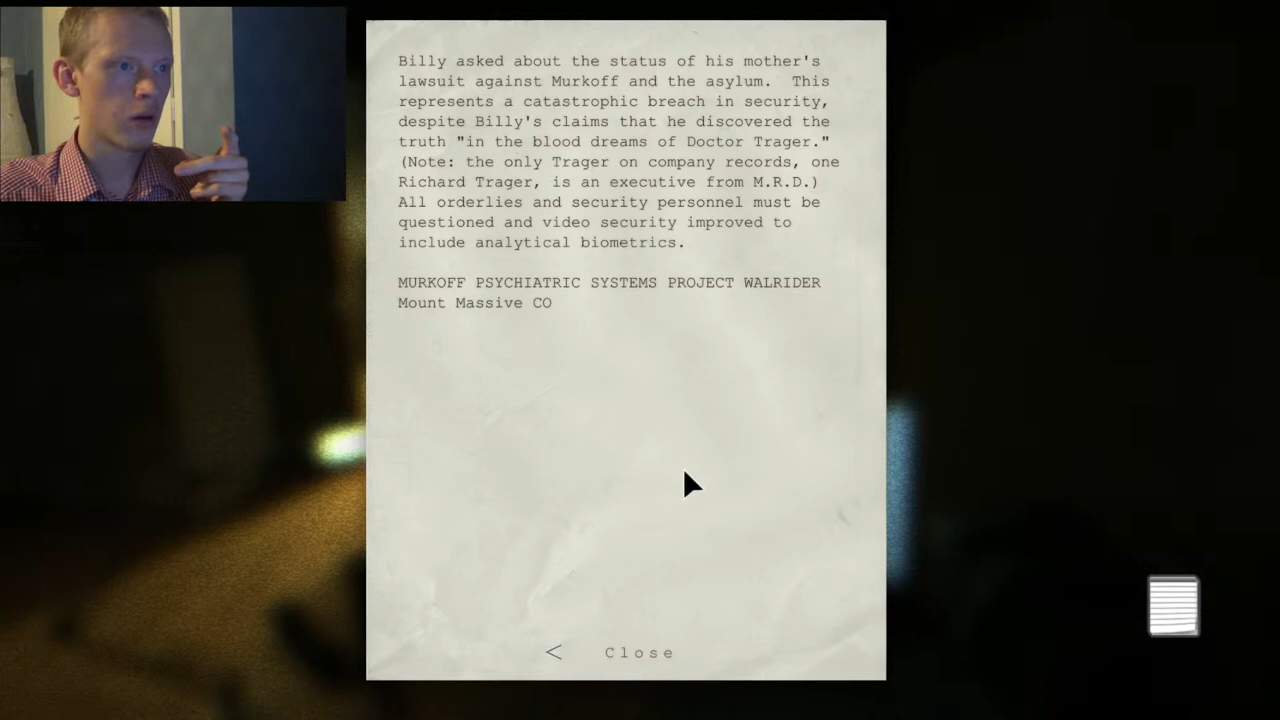 Billy asked about the status of his mother's
lawsuit against Murkoff and the asylum.  This
represents a catastrophic breach in security,
despite Billy's claims that he discovered the
truth "in the blood dreams of Doctor Trager."
(Note: the only Trager on company records, one
Richard Trager, is an executive from M.R.D.)
All orderlies and security personnel must be
questioned and video security improved to
include analytical biometrics.
MURKOFF PSYCHIATRIC SYSTEMS PROJECT WALRIDER
Mount Massive CO
< Close